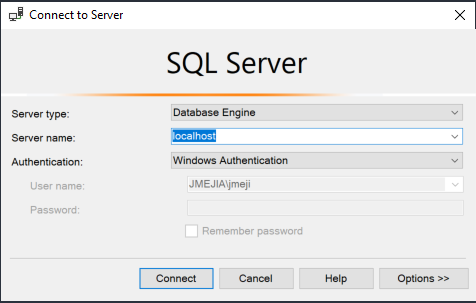 Connect to Server
SQL Server
Server type: Database Engine
Server name: localhost
Authentication: Windows Authentication
User name: JMEJIA\jmeji
Password:
Remember password
Connect Cancel Help Options >>